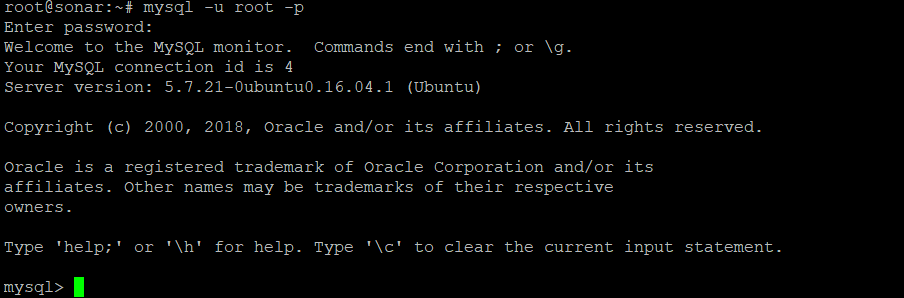 root@sonar:~# mysql -u root -p
Enter password:
Welcome to the MySQL monitor.  Commands end with ; or \g.
Your MySQL connection id is 4
Server version: 5.7.21-0ubuntu0.16.04.1 (Ubuntu)

Copyright (c) 2000, 2018, Oracle and/or its affiliates. All rights reserved.

Oracle is a registered trademark of Oracle Corporation and/or its
affiliates. Other names may be trademarks of their respective
owners.

Type 'help;' or '\h' for help. Type '\c' to clear the current input statement.

mysql>